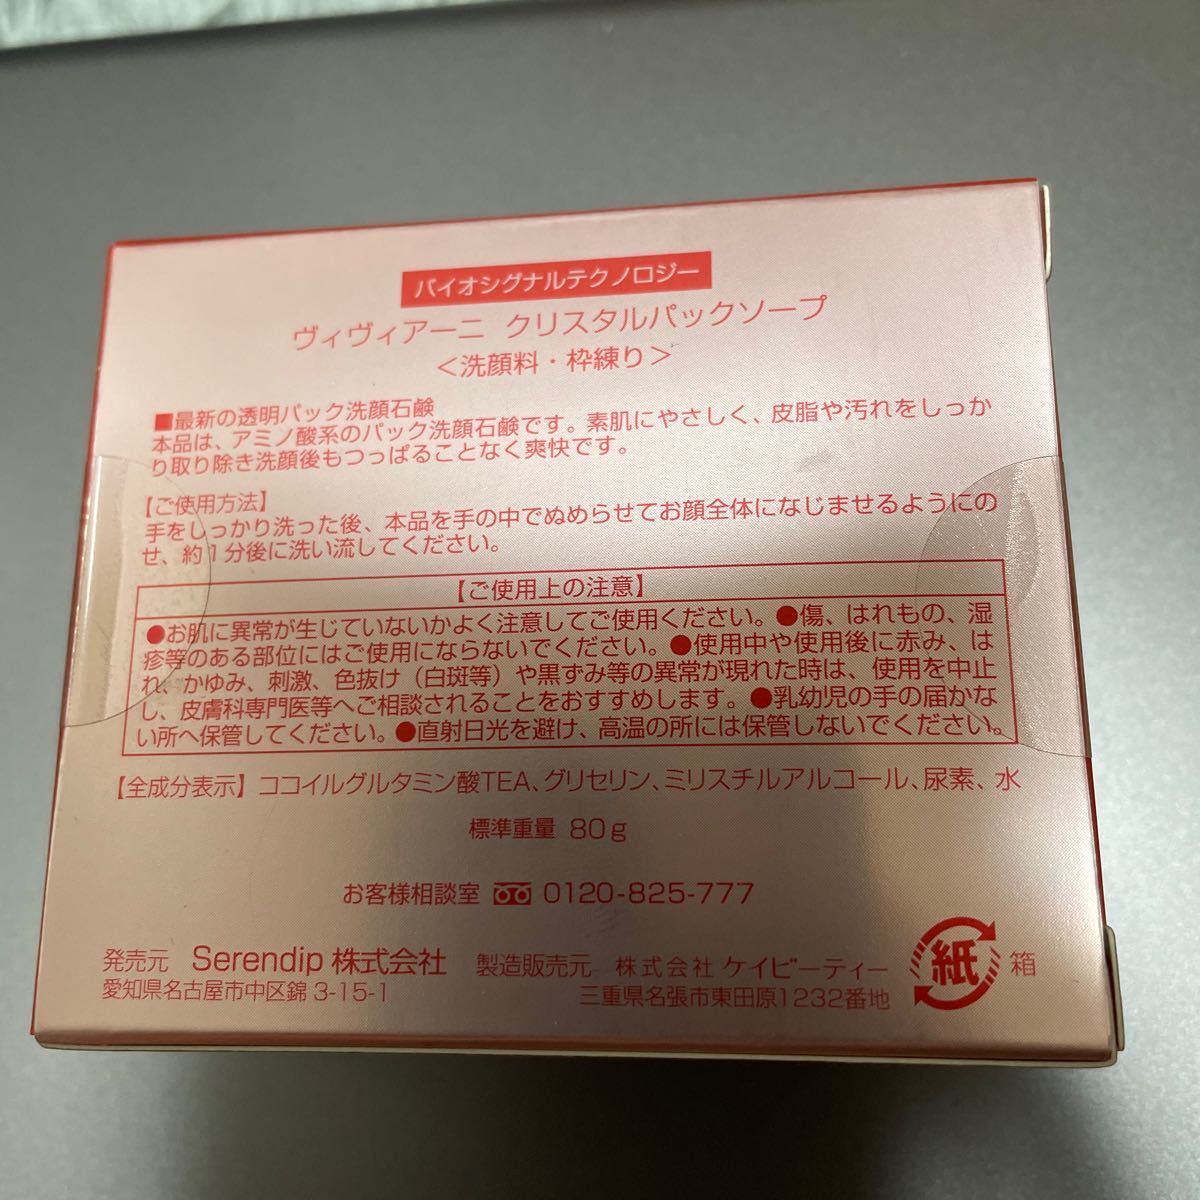 バイオシグナルテクノロジー
ヴィヴィアーニ クリスタルパックソープ
＜洗顔料・枠練り＞
■最新の透明パック洗顔石鹸
本品は、アミノ酸系のパック洗顔石鹸です。素肌にやさしく、皮脂や汚れをしっか
り取り除き洗顔後もつっぱることなく爽快です。
【ご使用方法】
手をしっかり洗った後、本品を手の中でぬめらせてお顔全体になじませるようにの
せ、約1分後に洗い流してください。
【ご使用上の注意】
●お肌に異常が生じていないかよく注意してご使用ください。●傷、はれもの、湿
疹等のある部位にはご使用にならないでください。●使用中や使用後に赤み、は
れ、かゆみ、刺激、色抜け（白斑等）や黒ずみ等の異常が現れた時は、使用を中止
し、皮膚科専門医等へご相談されることをおすすめします。●乳幼児の手の届かな
い所へ保管してください。●直射日光を避け、高温の所には保管しないでください。
【全成分表示】ココイルグルタミン酸TEA、グリセリン、ミリスチルアルコール、尿素、水
標準重量 80g
お客様相談室 0120-825-777
発売元 Serendip 株式会社 製造販売元 株式会社 ケイビーティー
愛知県名古屋市中区錦 3-15-1 三重県名張市東田原1232番地
紙 箱